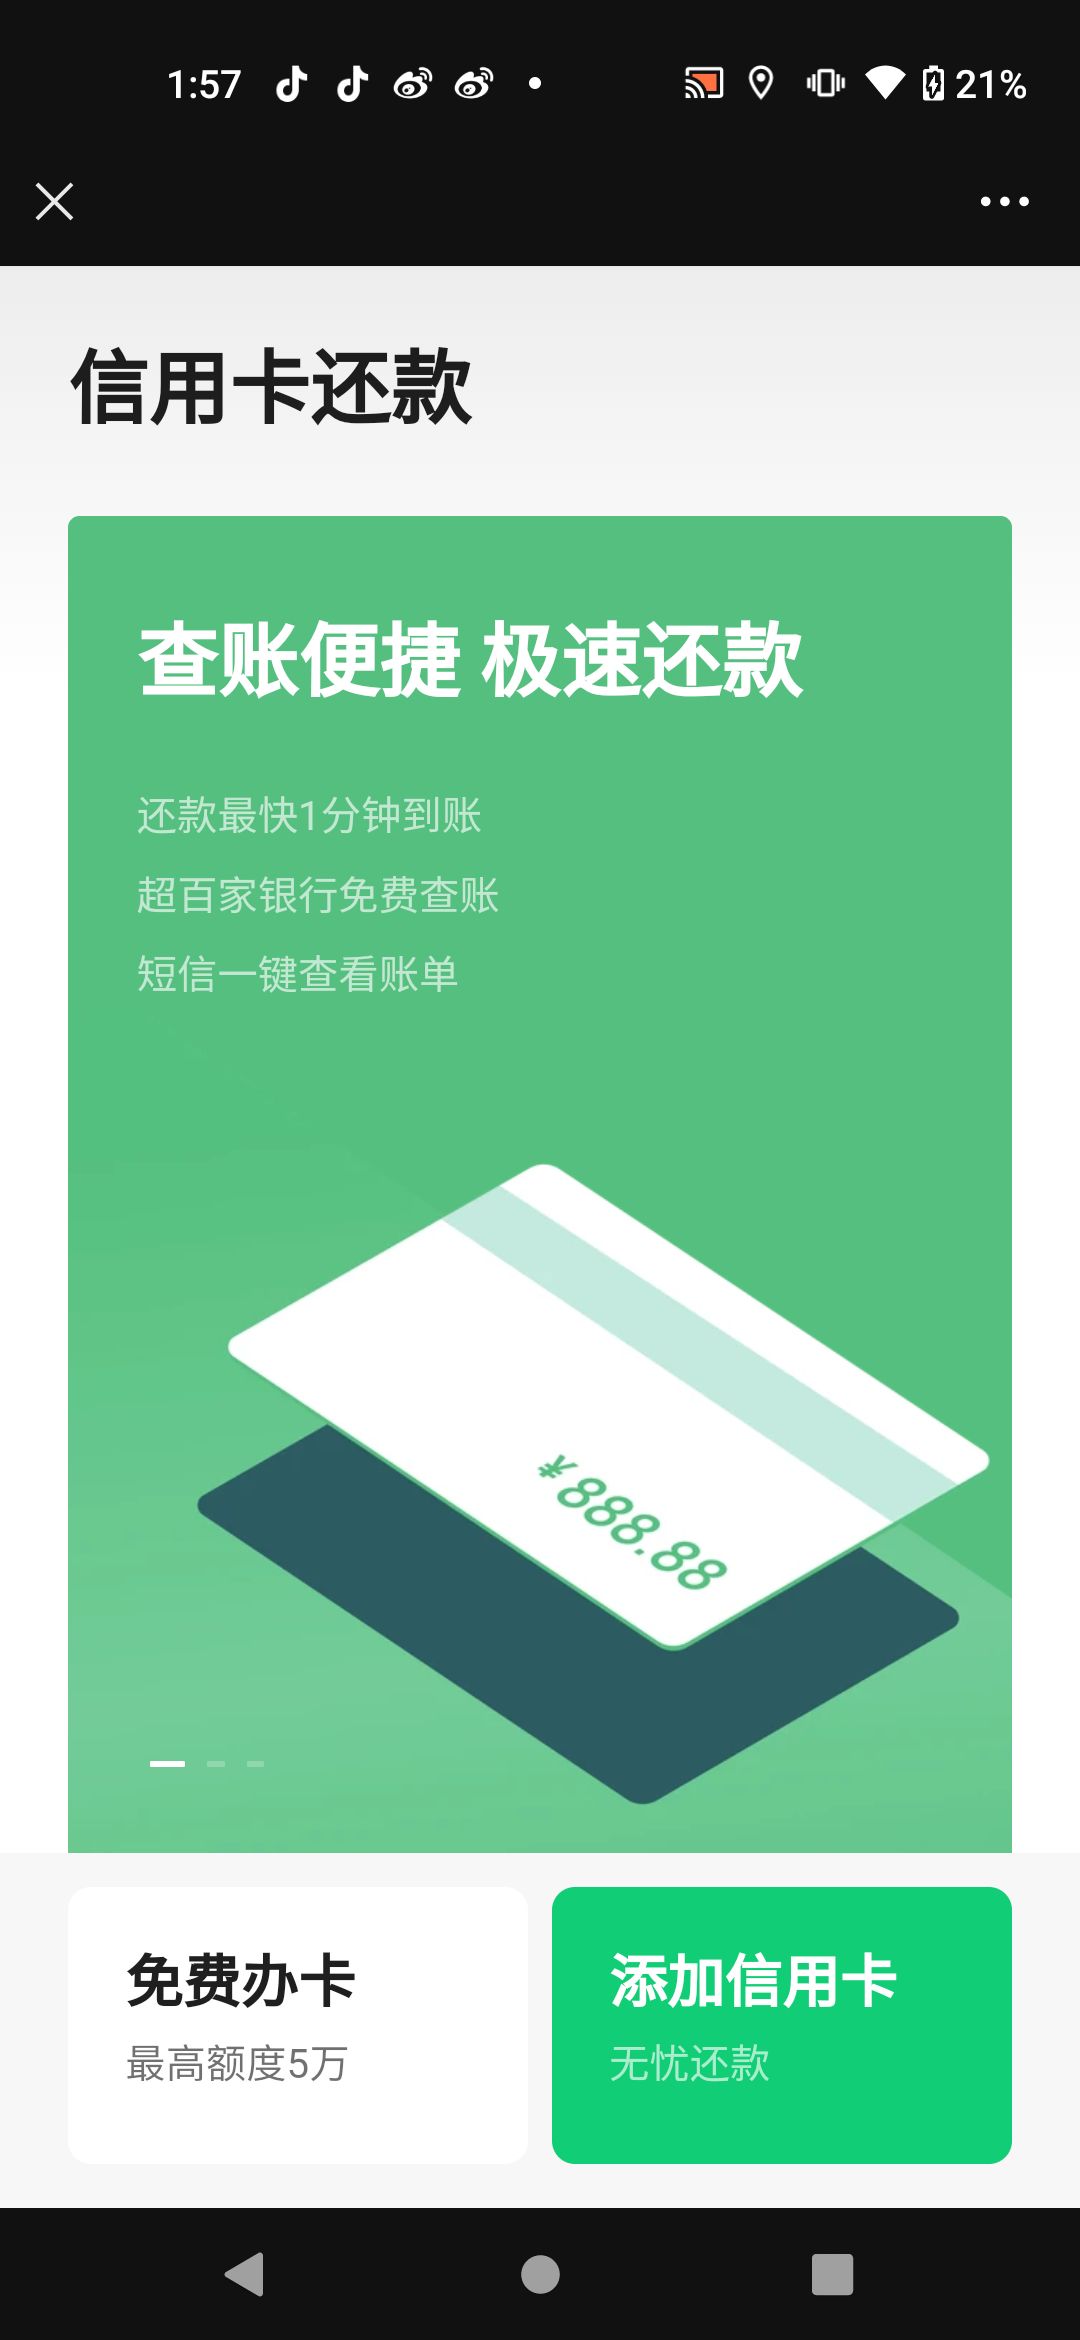 1:57
21%
信用卡还款
查账便捷 极速还款
还款最快1分钟到账
超百家银行免费查账
短信一键查看账单
¥888.88
免费办卡
最高额度5万
添加信用卡
无忧还款